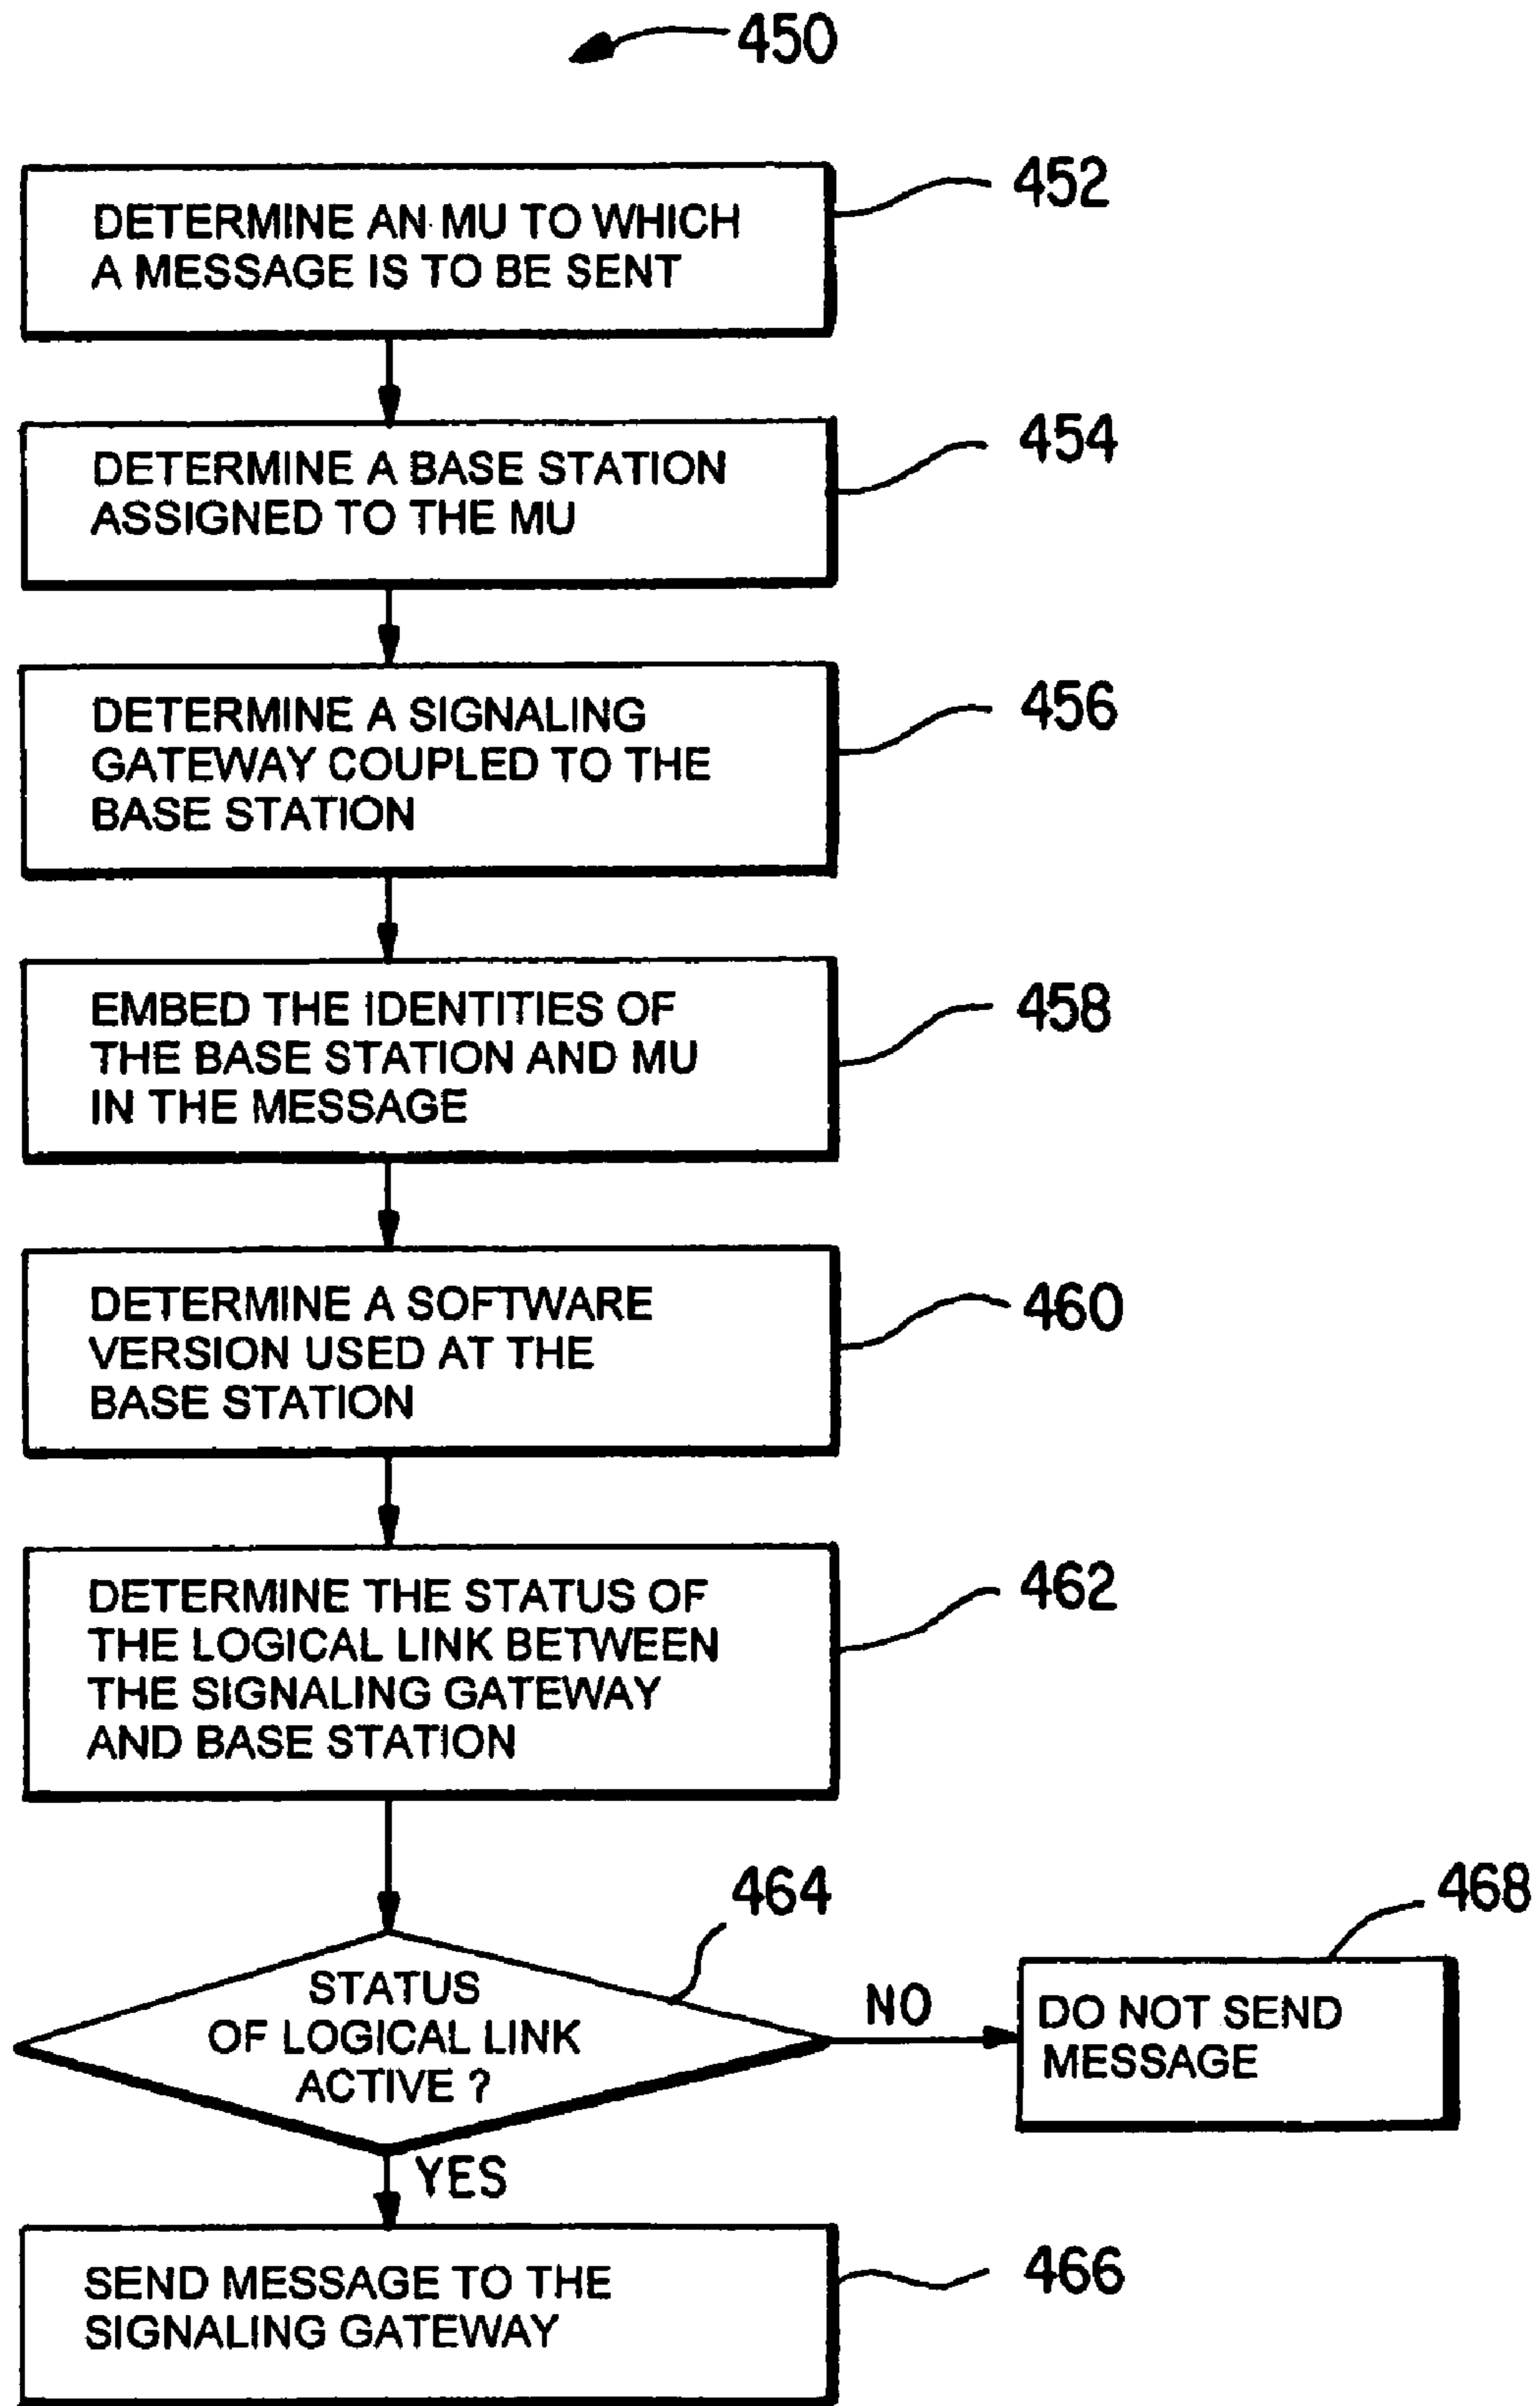 450
DETERMINE AN MU TO WHICH
A MESSAGE IS TO BE SENT
452
DETERMINE A BASE STATION
ASSIGNED TO THE MU
454
DETERMINE A SIGNALING
GATEWAY COUPLED TO THE
BASE STATION
456
EMBED THE IDENTITIES OF
THE BASE STATION AND MU
IN THE MESSAGE
458
DETERMINE A SOFTWARE
VERSION USED AT THE
BASE STATION
460
DETERMINE THE STATUS OF
THE LOGICAL LINK BETWEEN
THE SIGNALING GATEWAY
AND BASE STATION
462
STATUS
OF LOGICAL LINK
ACTIVE ?
464
NO
DO NOT SEND
MESSAGE
468
YES
SEND MESSAGE TO THE
SIGNALING GATEWAY
466